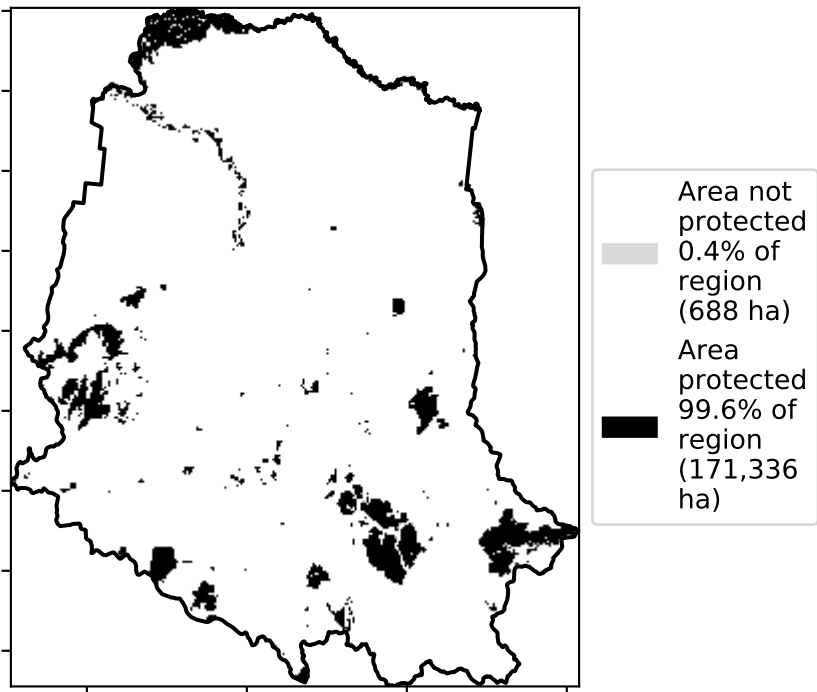 Area not
protected
0.4% of
region
(688 ha)
Area
protected
99.6% of
region
(171,336
ha)